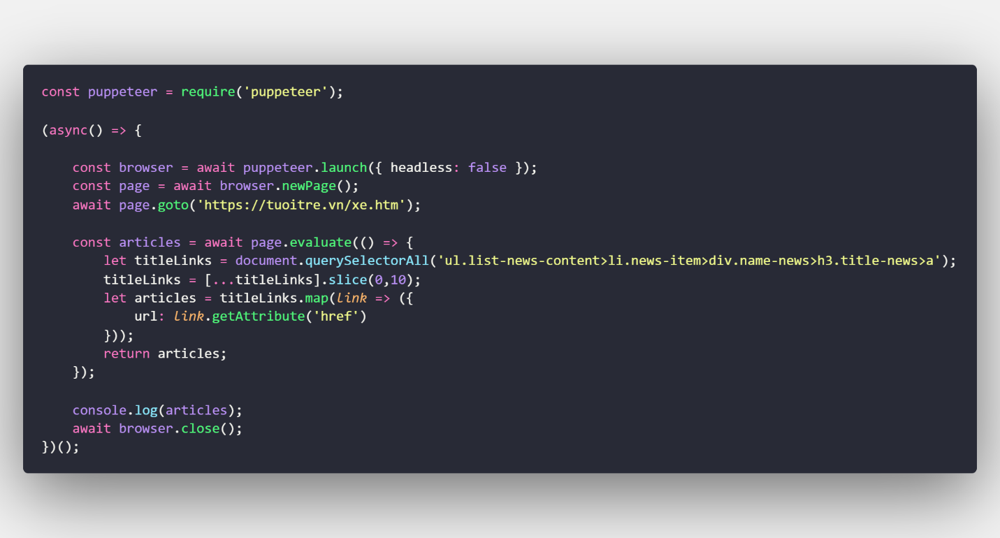 const puppeteer = require('puppeteer');
(async() => {
const browser = await puppeteer.launch({ headless: false });
const page = await browser.newPage();
await page.goto('https://tuoitre.vn/xe.htm');
const articles = await page.evaluate(() => {
let titleLinks = document.querySelectorAll('ul.list-news-content>li.news-item>div.name-news>h3.title-news>a');
titleLinks = [...titleLinks].slice(0,10);
let articles = titleLinks.map(link => ({
url: link.getAttribute('href')
}));
return articles;
});
console.log(articles);
await browser.close();
})();